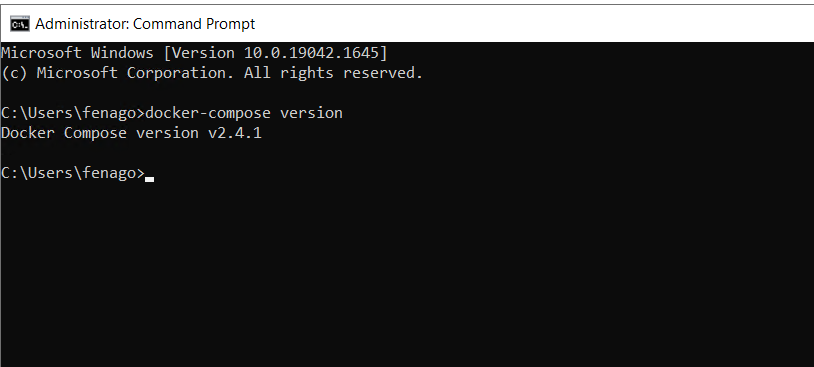 Administrator: Command Prompt
Microsoft Windows [Version 10.0.19042.1645]
(c) Microsoft Corporation. All rights reserved.
C:\Users\fenago>docker-compose version
Docker Compose version v2.4.1
C:\Users\fenago>